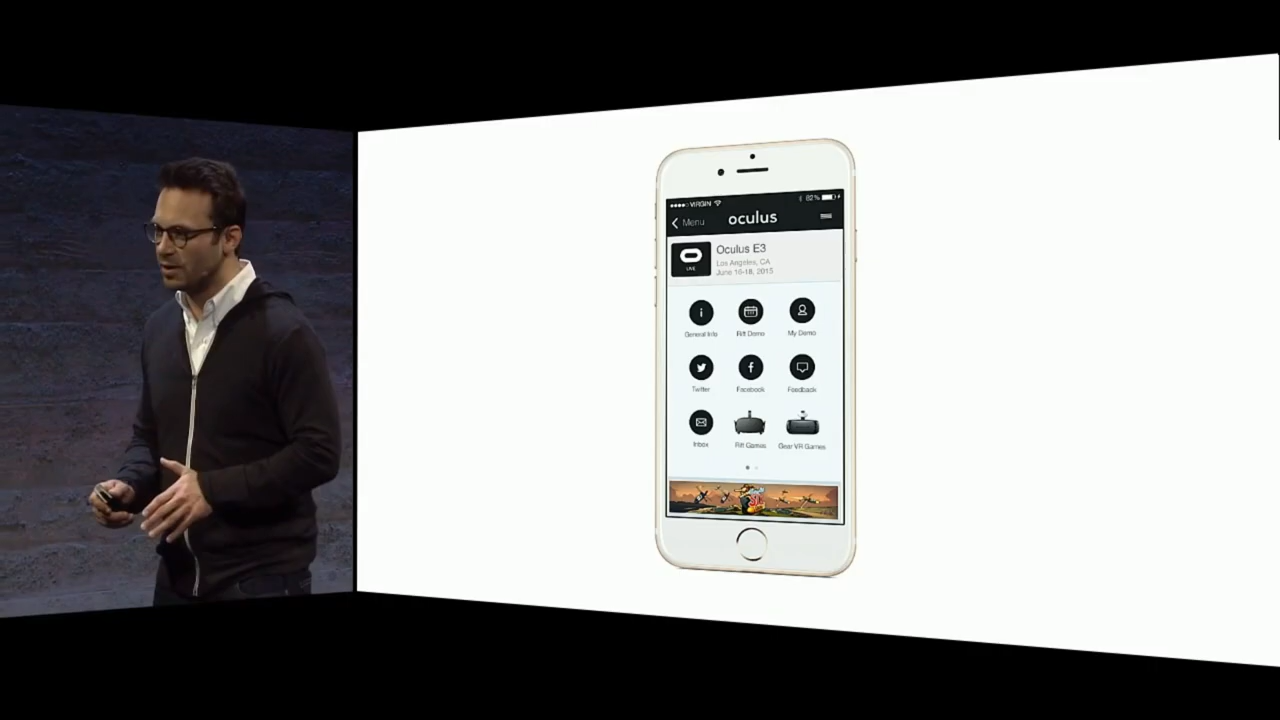 VIRGIN
82%
Menu
oculus
Oculus E3
LIVE
Los Angeles, CA
June 16-18, 2015
General Info
Rift Demo
My Demo
Twitter
Facebook
Feedback
Inbox
Rift Games
Gear VR Games